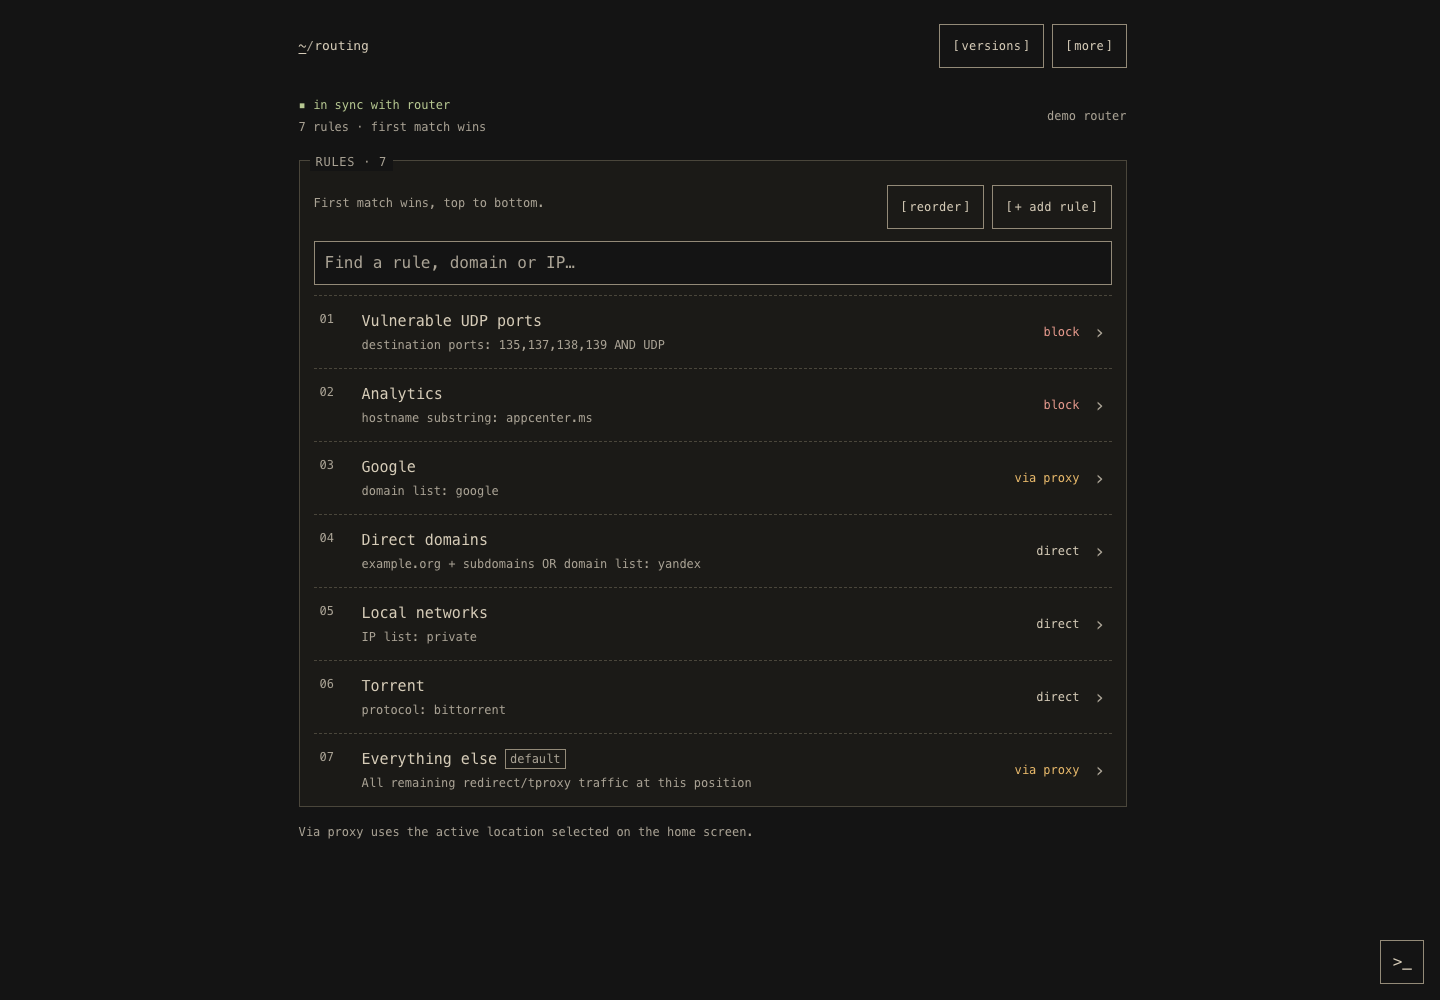 ~/routing
[versions] [more]
▪ in sync with router
7 rules · first match wins
demo router
RULES · 7
First match wins, top to bottom.
[reorder] [+ add rule]
Find a rule, domain or IP…
01 Vulnerable UDP ports
destination ports: 135,137,138,139 AND UDP
block ›
02 Analytics
hostname substring: appcenter.ms
block ›
03 Google
domain list: google
via proxy ›
04 Direct domains
example.org + subdomains OR domain list: yandex
direct ›
05 Local networks
IP list: private
direct ›
06 Torrent
protocol: bittorrent
direct ›
07 Everything else default
All remaining redirect/tproxy traffic at this position
via proxy ›
Via proxy uses the active location selected on the home screen.
>_